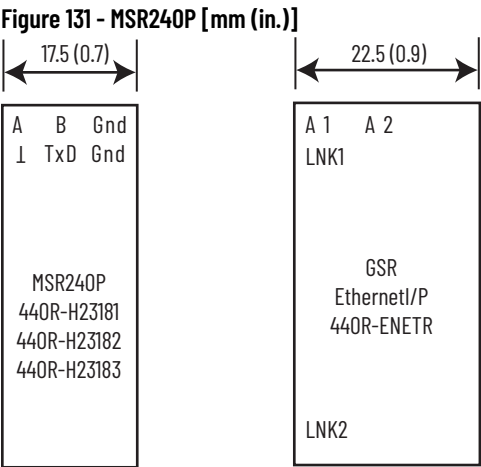 Figure 131 - MSR240P [mm (in.)]
17.5 (0.7)
A B Gnd
⊥ TxD Gnd
MSR240P
440R-H23181
440R-H23182
440R-H23183
22.5 (0.9)
A 1 A 2
LNK1
GSR
EthernetI/P
440R-ENETR
LNK2